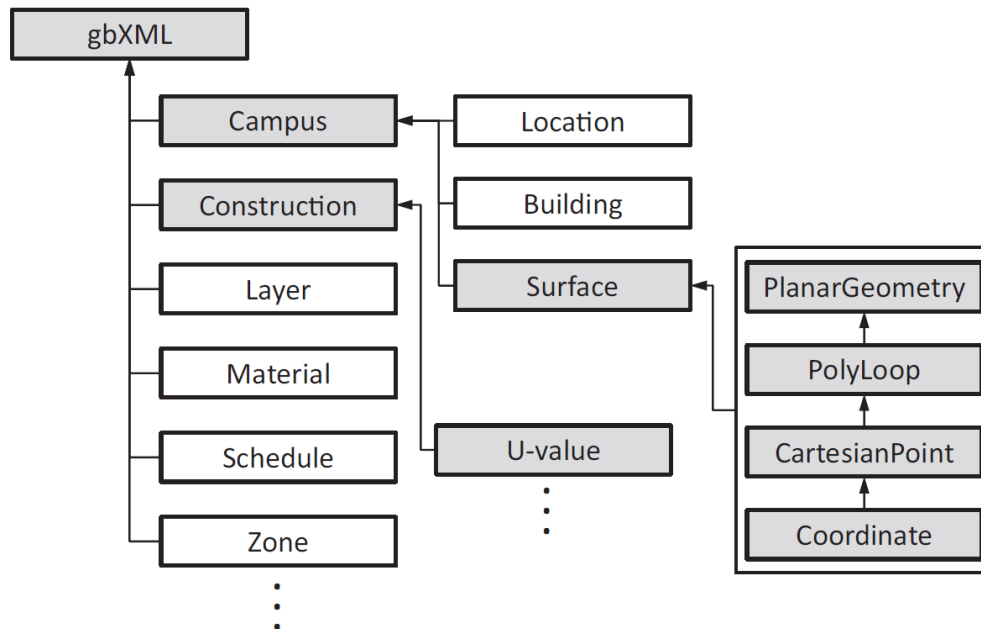 gbXML
Campus
Location
Construction
Building
Layer
Surface
PlanarGeometry
Material
PolyLoop
Schedule
U-value
CartesianPoint
Zone
Coordinate